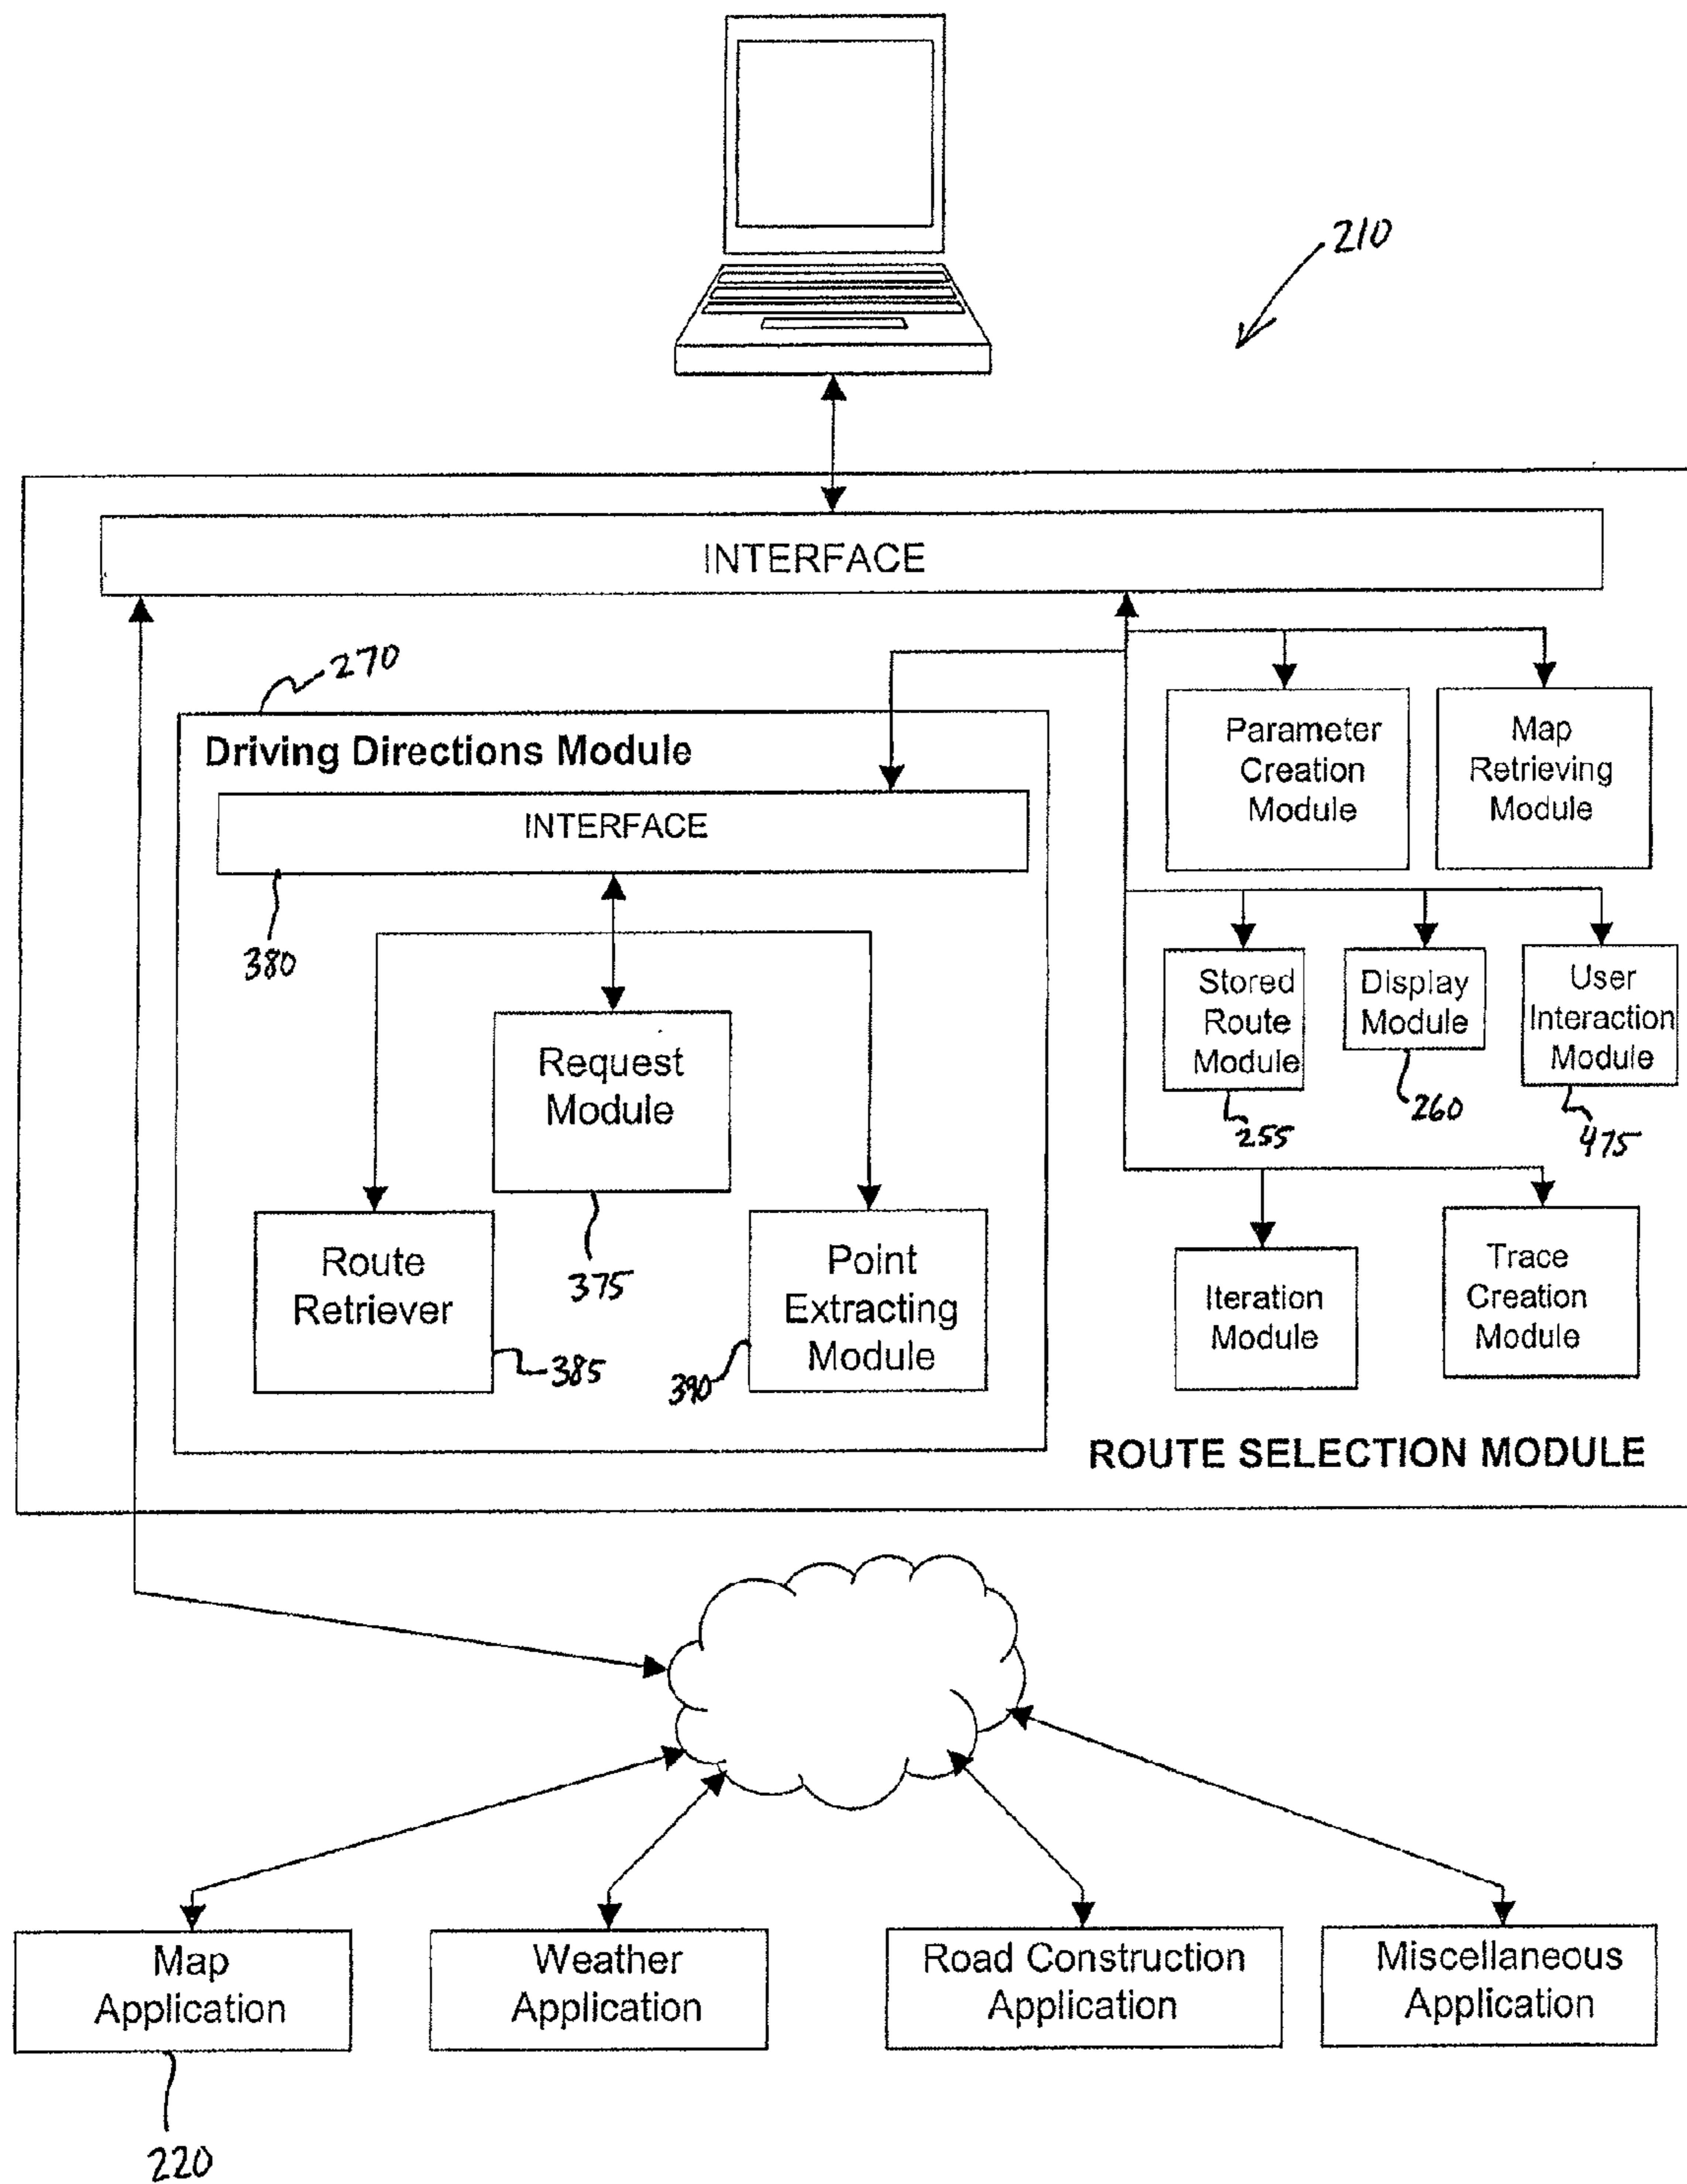 210
INTERFACE
270
Driving Directions Module
INTERFACE
380
Request
Module
375
Route
Retriever
385
Point
Extracting
Module
390
Parameter
Creation
Module
Map
Retrieving
Module
Stored
Route
Module
255
Display
Module
260
User
Interaction
Module
475
Iteration
Module
Trace
Creation
Module
ROUTE SELECTION MODULE
Map
Application
220
Weather
Application
Road Construction
Application
Miscellaneous
Application